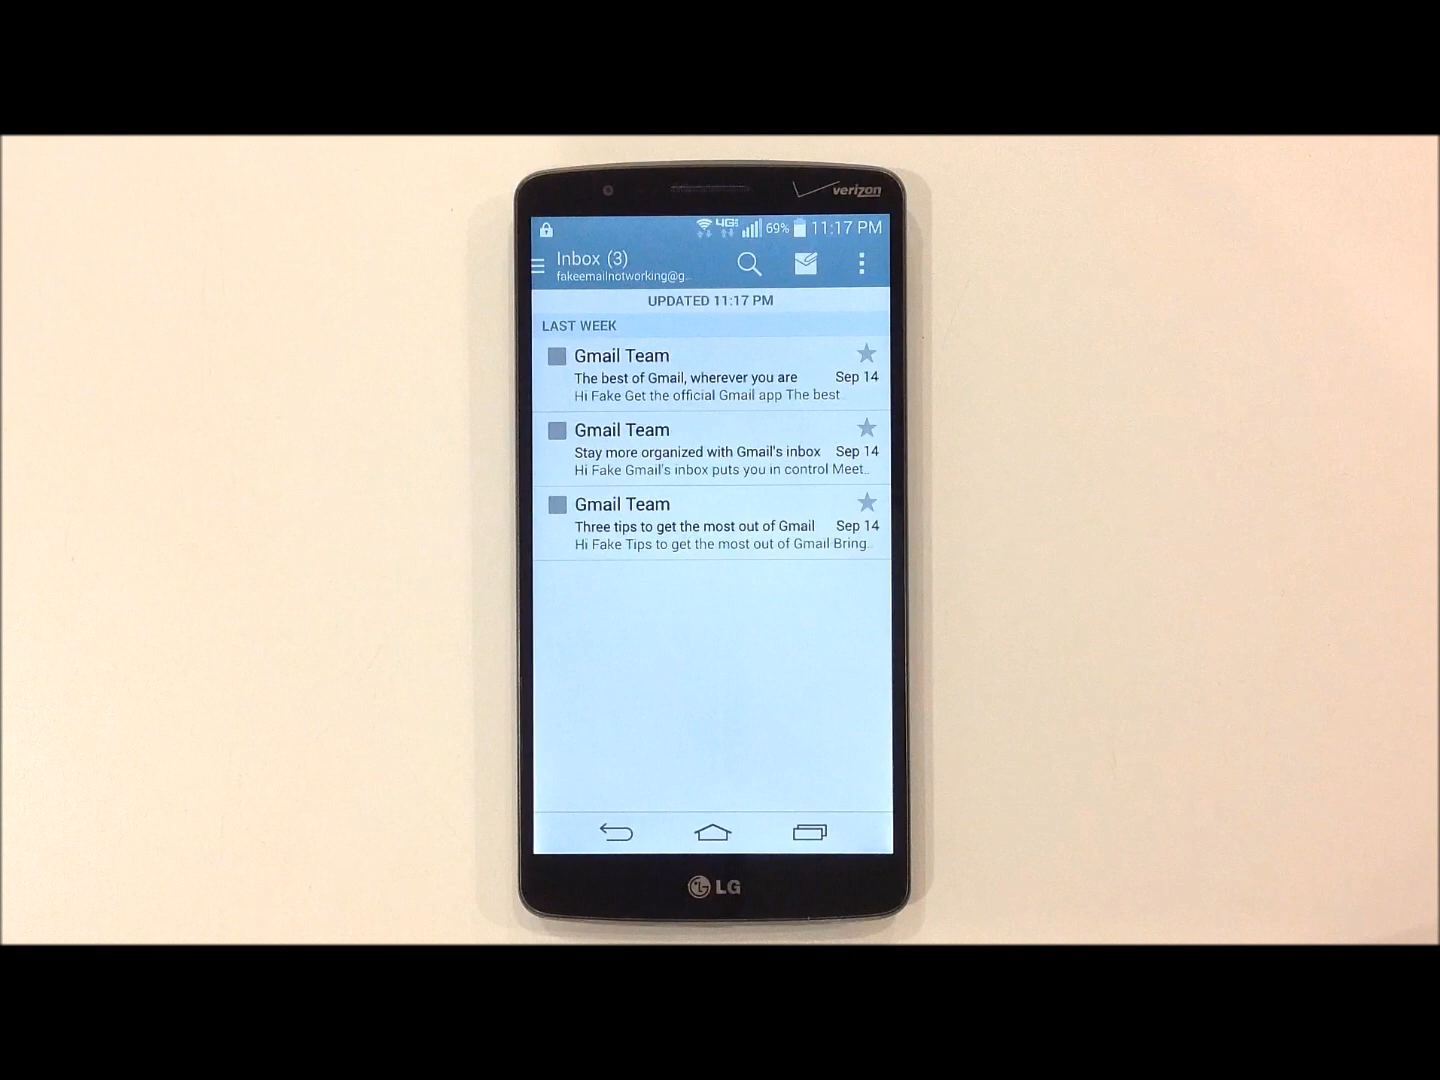 verizon
4G 69% 11:17 PM
Inbox (3)
fakeemailnotworking@g..
UPDATED 11:17 PM
LAST WEEK
Gmail Team
The best of Gmail, wherever you are Sep 14
Hi Fake Get the official Gmail app The best
Gmail Team
Stay more organized with Gmail's inbox Sep 14
Hi Fake Gmail's inbox puts you in control Meet..
Gmail Team
Three tips to get the most out of Gmail Sep 14
Hi Fake Tips to get the most out of Gmail Bring..
LG